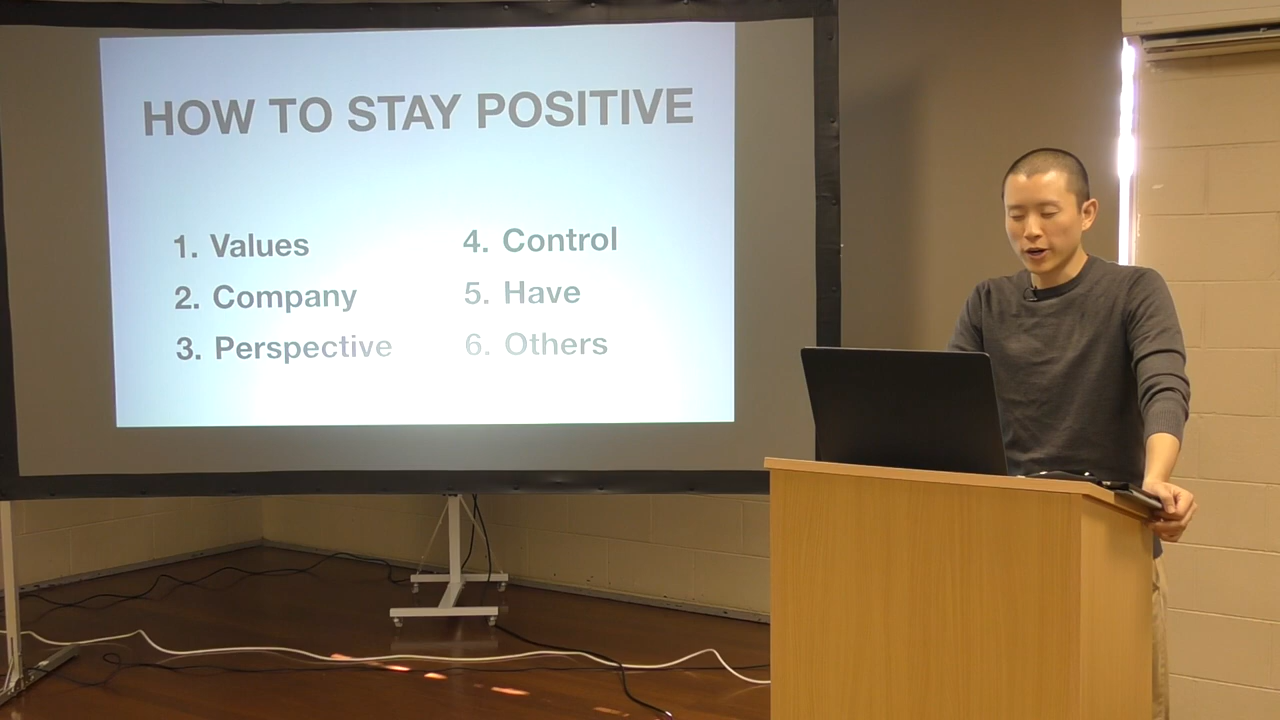 HOW TO STAY POSITIVE
1. Values
2. Company
3. Perspective
4. Control
5. Have
6. Others